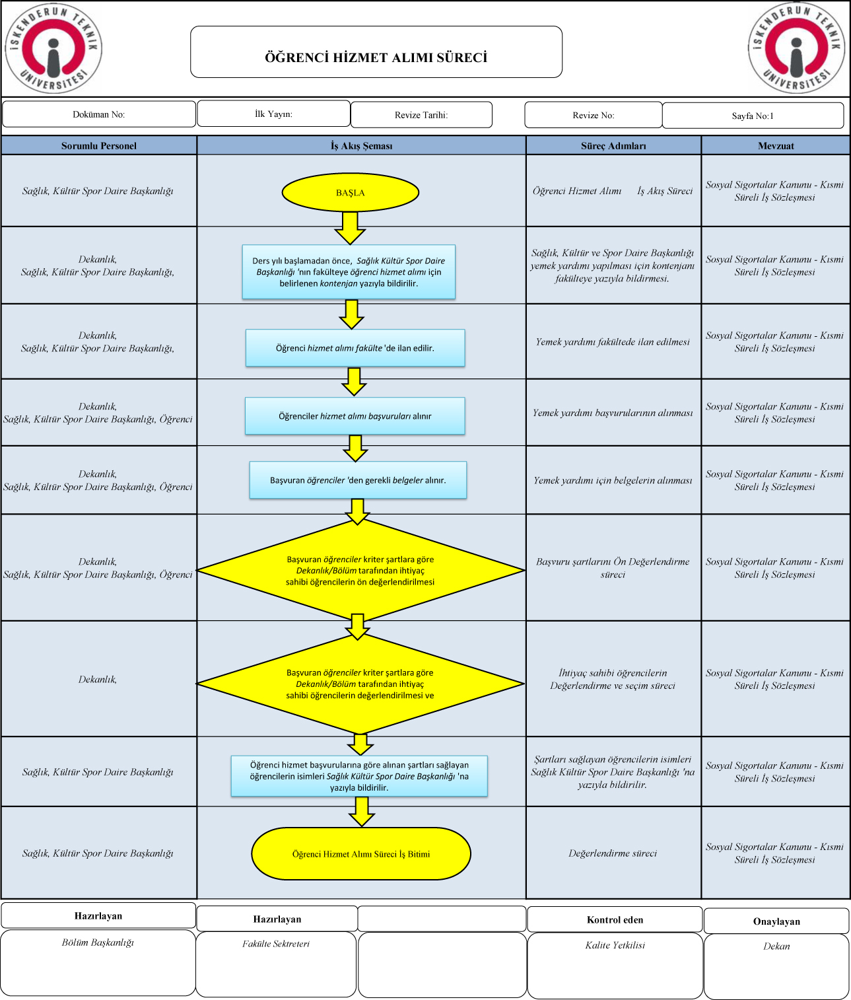 İSKENDERUN TEKNİK
ÜNİVERSİTESİ
ÖĞRENCİ HİZMET ALIMI SÜRECİ
İSKENDERUN TEKNİK
ÜNİVERSİTESİ
Doküman No:
İlk Yayın:
Revize Tarihi:
Revize No:
Sayfa No:1
Sorumlu Personel
İş Akış Şeması
Süreç Adımları
Mevzuat
Sağlık, Kültür Spor Daire Başkanlığı
BAŞLA
Öğrenci Hizmet Alımı İş Akış Süreci
Sosyal Sigortalar Kanunu - Kısmi
Süreli İş Sözleşmesi
Dekanlık,
Sağlık, Kültür Spor Daire Başkanlığı,
Ders yılı başlamadan önce, Sağlık Kültür Spor Daire
Başkanlığı 'nın fakülteye öğrenci hizmet alımı için
belirlenen kontenjan yazıyla bildirilir.
Sağlık, Kültür ve Spor Daire Başkanlığı
yemek yardımı yapılması için kontenjanı
fakülteye yazıyla bildirmesi.
Sosyal Sigortalar Kanunu - Kısmi
Süreli İş Sözleşmesi
Dekanlık,
Sağlık, Kültür Spor Daire Başkanlığı,
Öğrenci hizmet alımı fakülte 'de ilan edilir.
Yemek yardımı fakültede ilan edilmesi
Sosyal Sigortalar Kanunu - Kısmi
Süreli İş Sözleşmesi
Dekanlık,
Sağlık, Kültür Spor Daire Başkanlığı, Öğrenci
Öğrenciler hizmet alımı başvuruları alınır
Yemek yardımı başvurularının alınması
Sosyal Sigortalar Kanunu - Kısmi
Süreli İş Sözleşmesi
Dekanlık,
Sağlık, Kültür Spor Daire Başkanlığı, Öğrenci
Başvuran öğrenciler 'den gerekli belgeler alınır.
Yemek yardımı için belgelerin alınması
Sosyal Sigortalar Kanunu - Kısmi
Süreli İş Sözleşmesi
Dekanlık,
Sağlık, Kültür Spor Daire Başkanlığı, Öğrenci
Başvuran öğrenciler kriter şartlara göre
Dekanlık/Bölüm tarafından ihtiyaç
sahibi öğrencilerin ön değerlendirilmesi
Başvuru şartlarını Ön Değerlendirme
süreci
Sosyal Sigortalar Kanunu - Kısmi
Süreli İş Sözleşmesi
Dekanlık,
Başvuran öğrenciler kriter şartlara göre
Dekanlık/Bölüm tarafından ihtiyaç
sahibi öğrencilerin değerlendirilmesi ve
İhtiyaç sahibi öğrencilerin
Değerlendirme ve seçim süreci
Sosyal Sigortalar Kanunu - Kısmi
Süreli İş Sözleşmesi
Sağlık, Kültür Spor Daire Başkanlığı
Öğrenci hizmet başvurularına göre alınan şartları sağlayan
öğrencilerin isimleri Sağlık Kültür Spor Daire Başkanlığı 'na
yazıyla bildirilir.
Şartları sağlayan öğrencilerin isimleri
Sağlık Kültür Spor Daire Başkanlığı 'na
yazıyla bildirilir.
Sosyal Sigortalar Kanunu - Kısmi
Süreli İş Sözleşmesi
Sağlık, Kültür Spor Daire Başkanlığı
Öğrenci Hizmet Alımı Süreci İş Bitimi
Değerlendirme süreci
Sosyal Sigortalar Kanunu - Kısmi
Süreli İş Sözleşmesi
Hazırlayan
Hazırlayan
Kontrol eden
Onaylayan
Bölüm Başkanlığı
Fakülte Sektreteri
Kalite Yetkilisi
Dekan